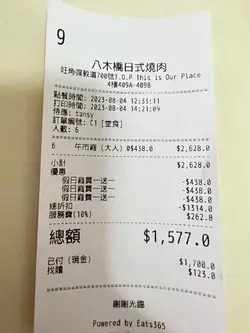 9
八木橋日式燒肉
旺角彌敦道700號T.O.P This is Our Place
4樓409A-409B
點餐時間: 2023-08-04 12:33:11
打印時間: 2023-08-04 14:21:09
侍應: tansy
訂單編號: C1 [堂食]
人數: 6
6 午市寫 (大人) @$438.0 $2,628.0
小計 $2,628.0
優惠
假日寫買一送一 -$438.0
假日寫買一送一 -$438.0
假日寫買一送一 -$438.0
總折扣 -$1314.0
服務費(10%) $262.8
總額 $1,577.0
已付 (現金) $1,700.0
找贖 $123.0
謝謝光臨
Powered by Eats365